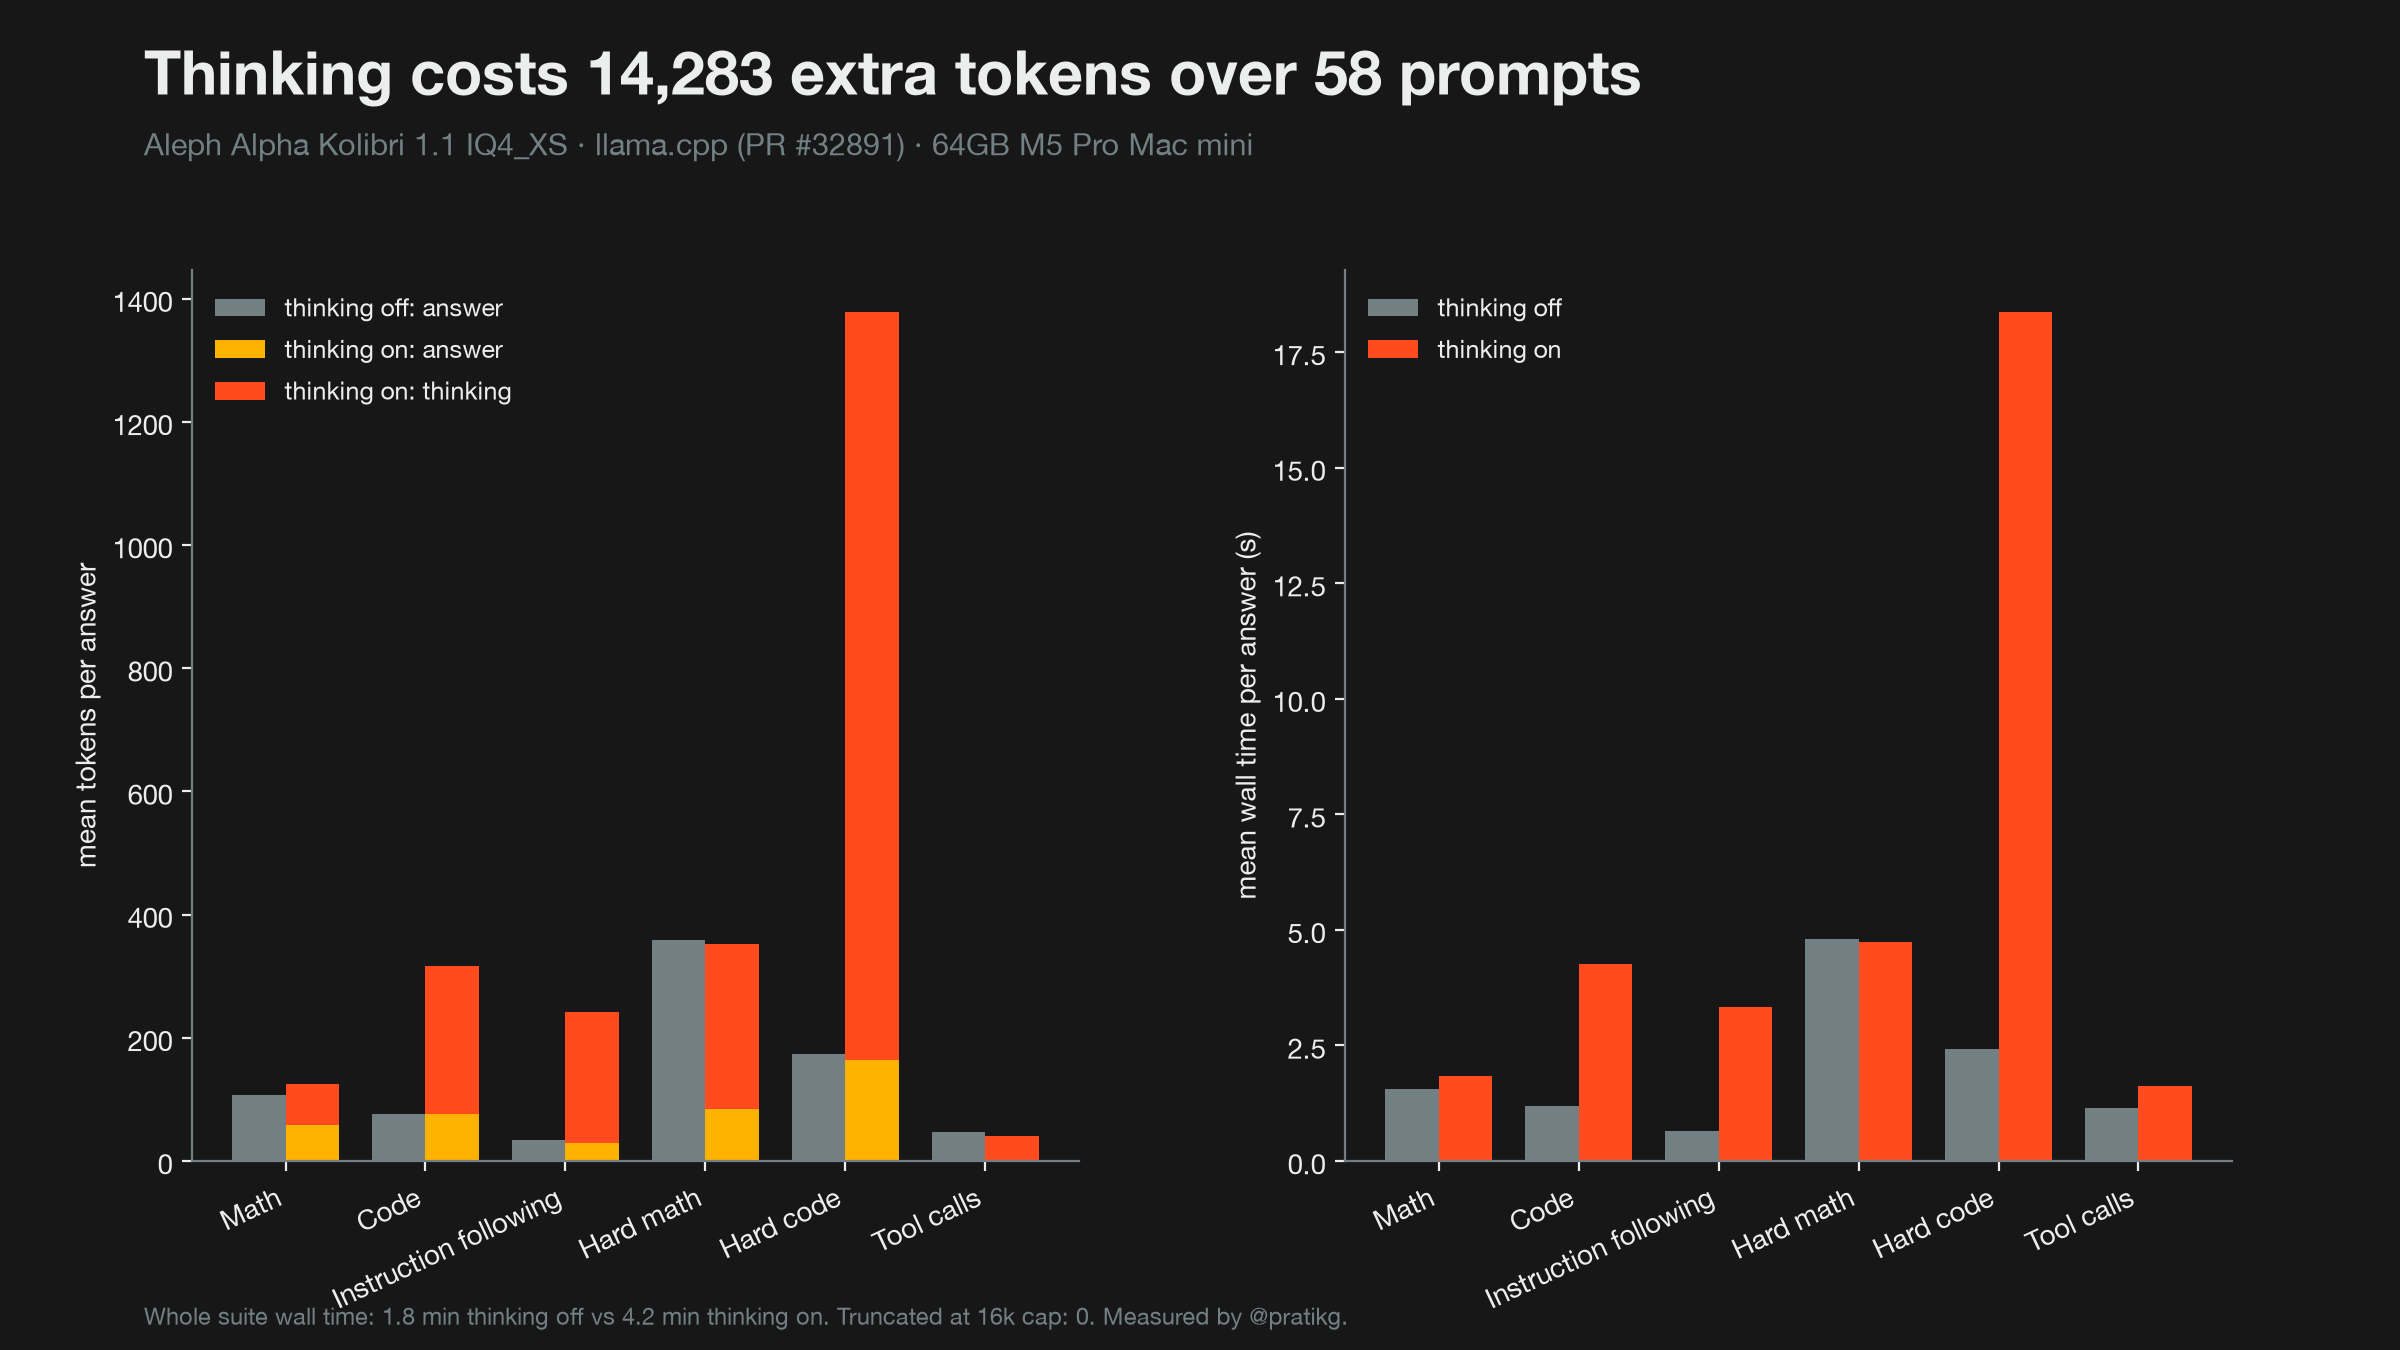 Thinking costs 14,283 extra tokens over 58 prompts
Aleph Alpha Kolibri 1.1 IQ4_XS · llama.cpp (PR #32891) · 64GB M5 Pro Mac mini
mean tokens per answer
1400
1200
1000
800
600
400
200
0
thinking off: answer
thinking on: answer
thinking on: thinking
Math
Code
Instruction following
Hard math
Hard code
Tool calls
mean wall time per answer (s)
17.5
15.0
12.5
10.0
7.5
5.0
2.5
0.0
thinking off
thinking on
Math
Code
Instruction following
Hard math
Hard code
Tool calls
Whole suite wall time: 1.8 min thinking off vs 4.2 min thinking on. Truncated at 16k cap: 0. Measured by @pratikg.